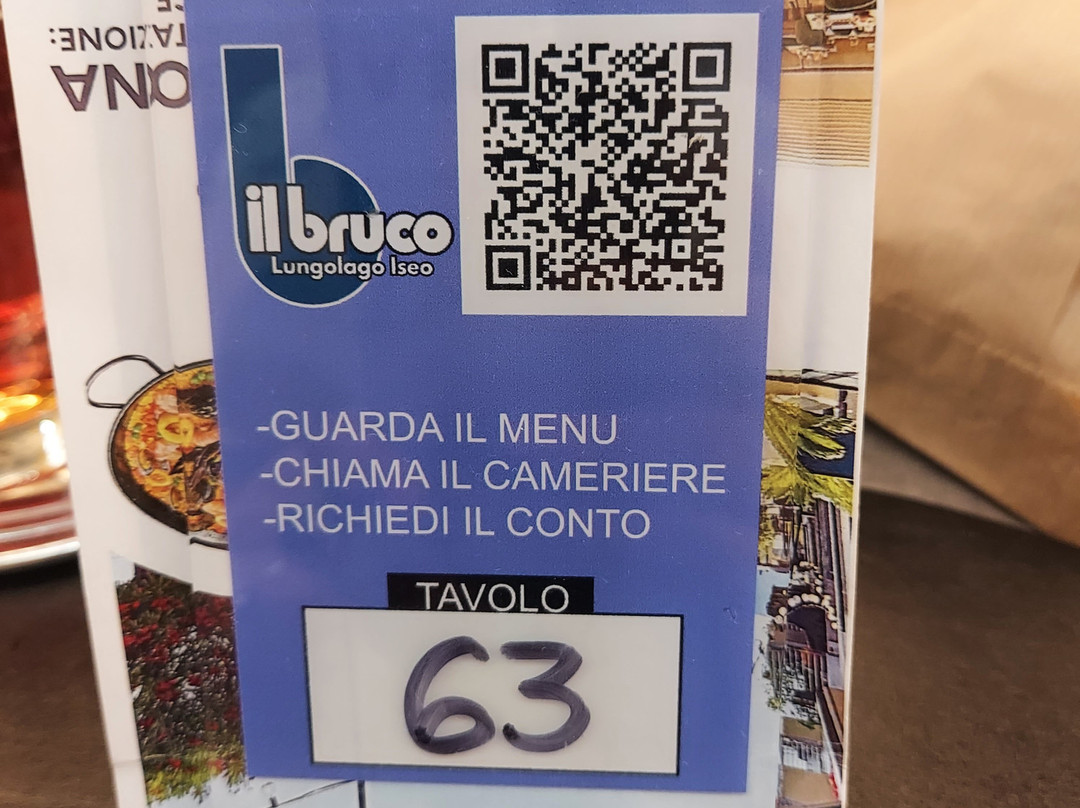 il bruco
Lungolago Iseo
-GUARDA IL MENU
-CHIAMA IL CAMERIERE
-RICHIEDI IL CONTO
TAVOLO
63